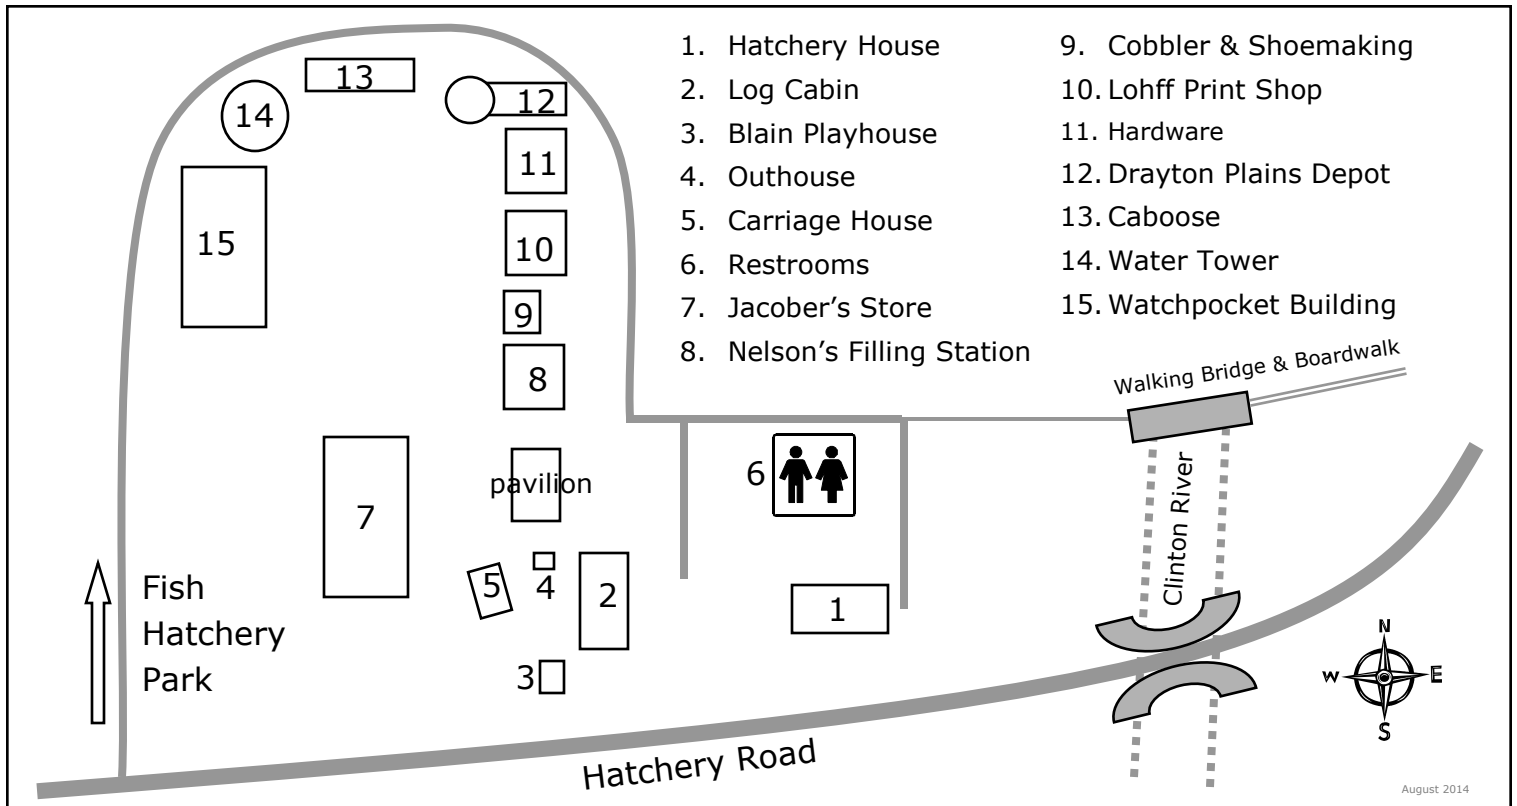 1. Hatchery House
2. Log Cabin
3. Blain Playhouse
4. Outhouse
5. Carriage House
6. Restrooms
7. Jacober’s Store
8. Nelson’s Filling Station
9. Cobbler & Shoemaking
10. Lohff Print Shop
11. Hardware
12. Drayton Plains Depot
13. Caboose
14. Water Tower
15. Watchpocket Building
13
12
14
11
15
10
9
8
Walking Bridge & Boardwalk
pavilion
6
7
Clinton River
5
4
2
1
3
Fish
Hatchery
Park
N
W
E
S
Hatchery Road
August 2014